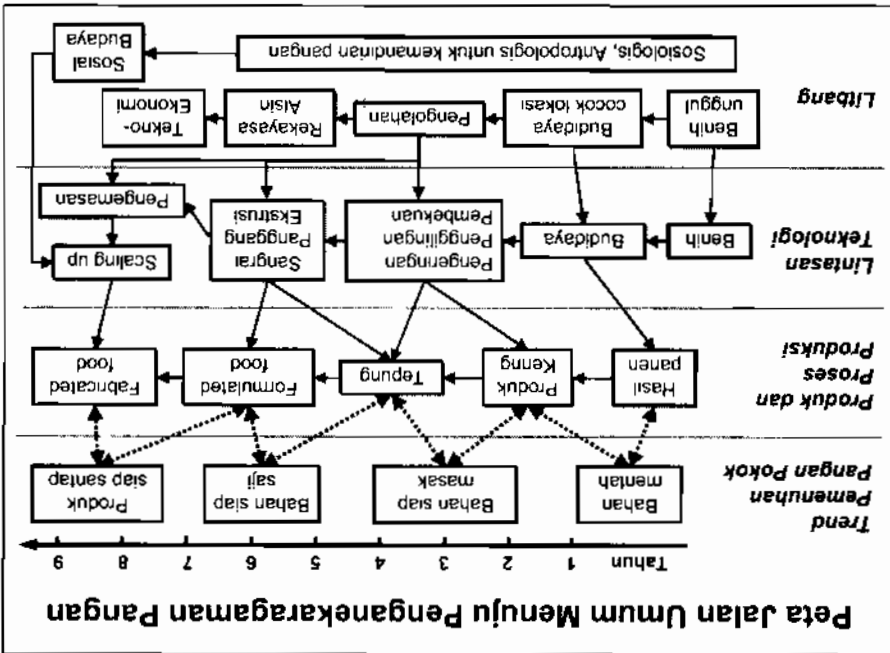 Peta Jalan Umum Menuju Penganekaragaman Pangan
Tahun 1 2 3 4 5 6 7 8 9
Trend
Pemenuhan
Pangan Pokok
Bahan
mentah
Bahan siap
masak
Bahan siap
saji
Produk
siap santap
Produk dan
Proses
Produksi
Hasil
panen
Produk
Kenng
Tepung
Formulated
food
Fabricated
food
Lintasan
Teknologi
Benih
Budidaya
Pengeringan
Penggilingan
Pembekuan
Sangrai
Panggang
Ekstrusi
Pengemasan
Scaling up
Litbang
Benih
unggul
Budidaya
cocok lokasi
Pengolahan
Rekayasa
Alsin
Tekno-
Ekonomi
Sosiologis, Antropologis untuk kemandirian pangan
Sosial
Budaya